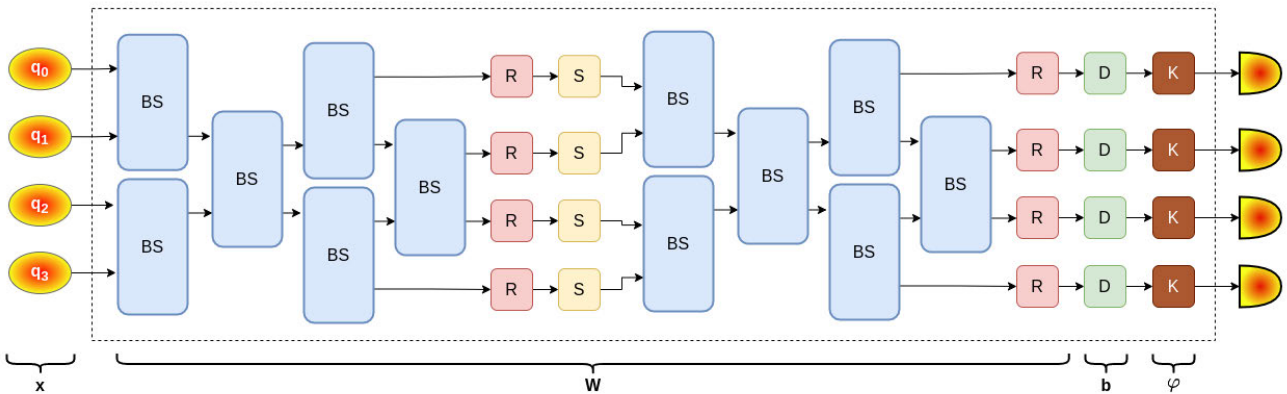 q0 BS BS R S BS BS R D K
q1 BS BS R S BS BS R D K
q2 BS BS R S BS BS R D K
q3 R S R D K
x W b φ